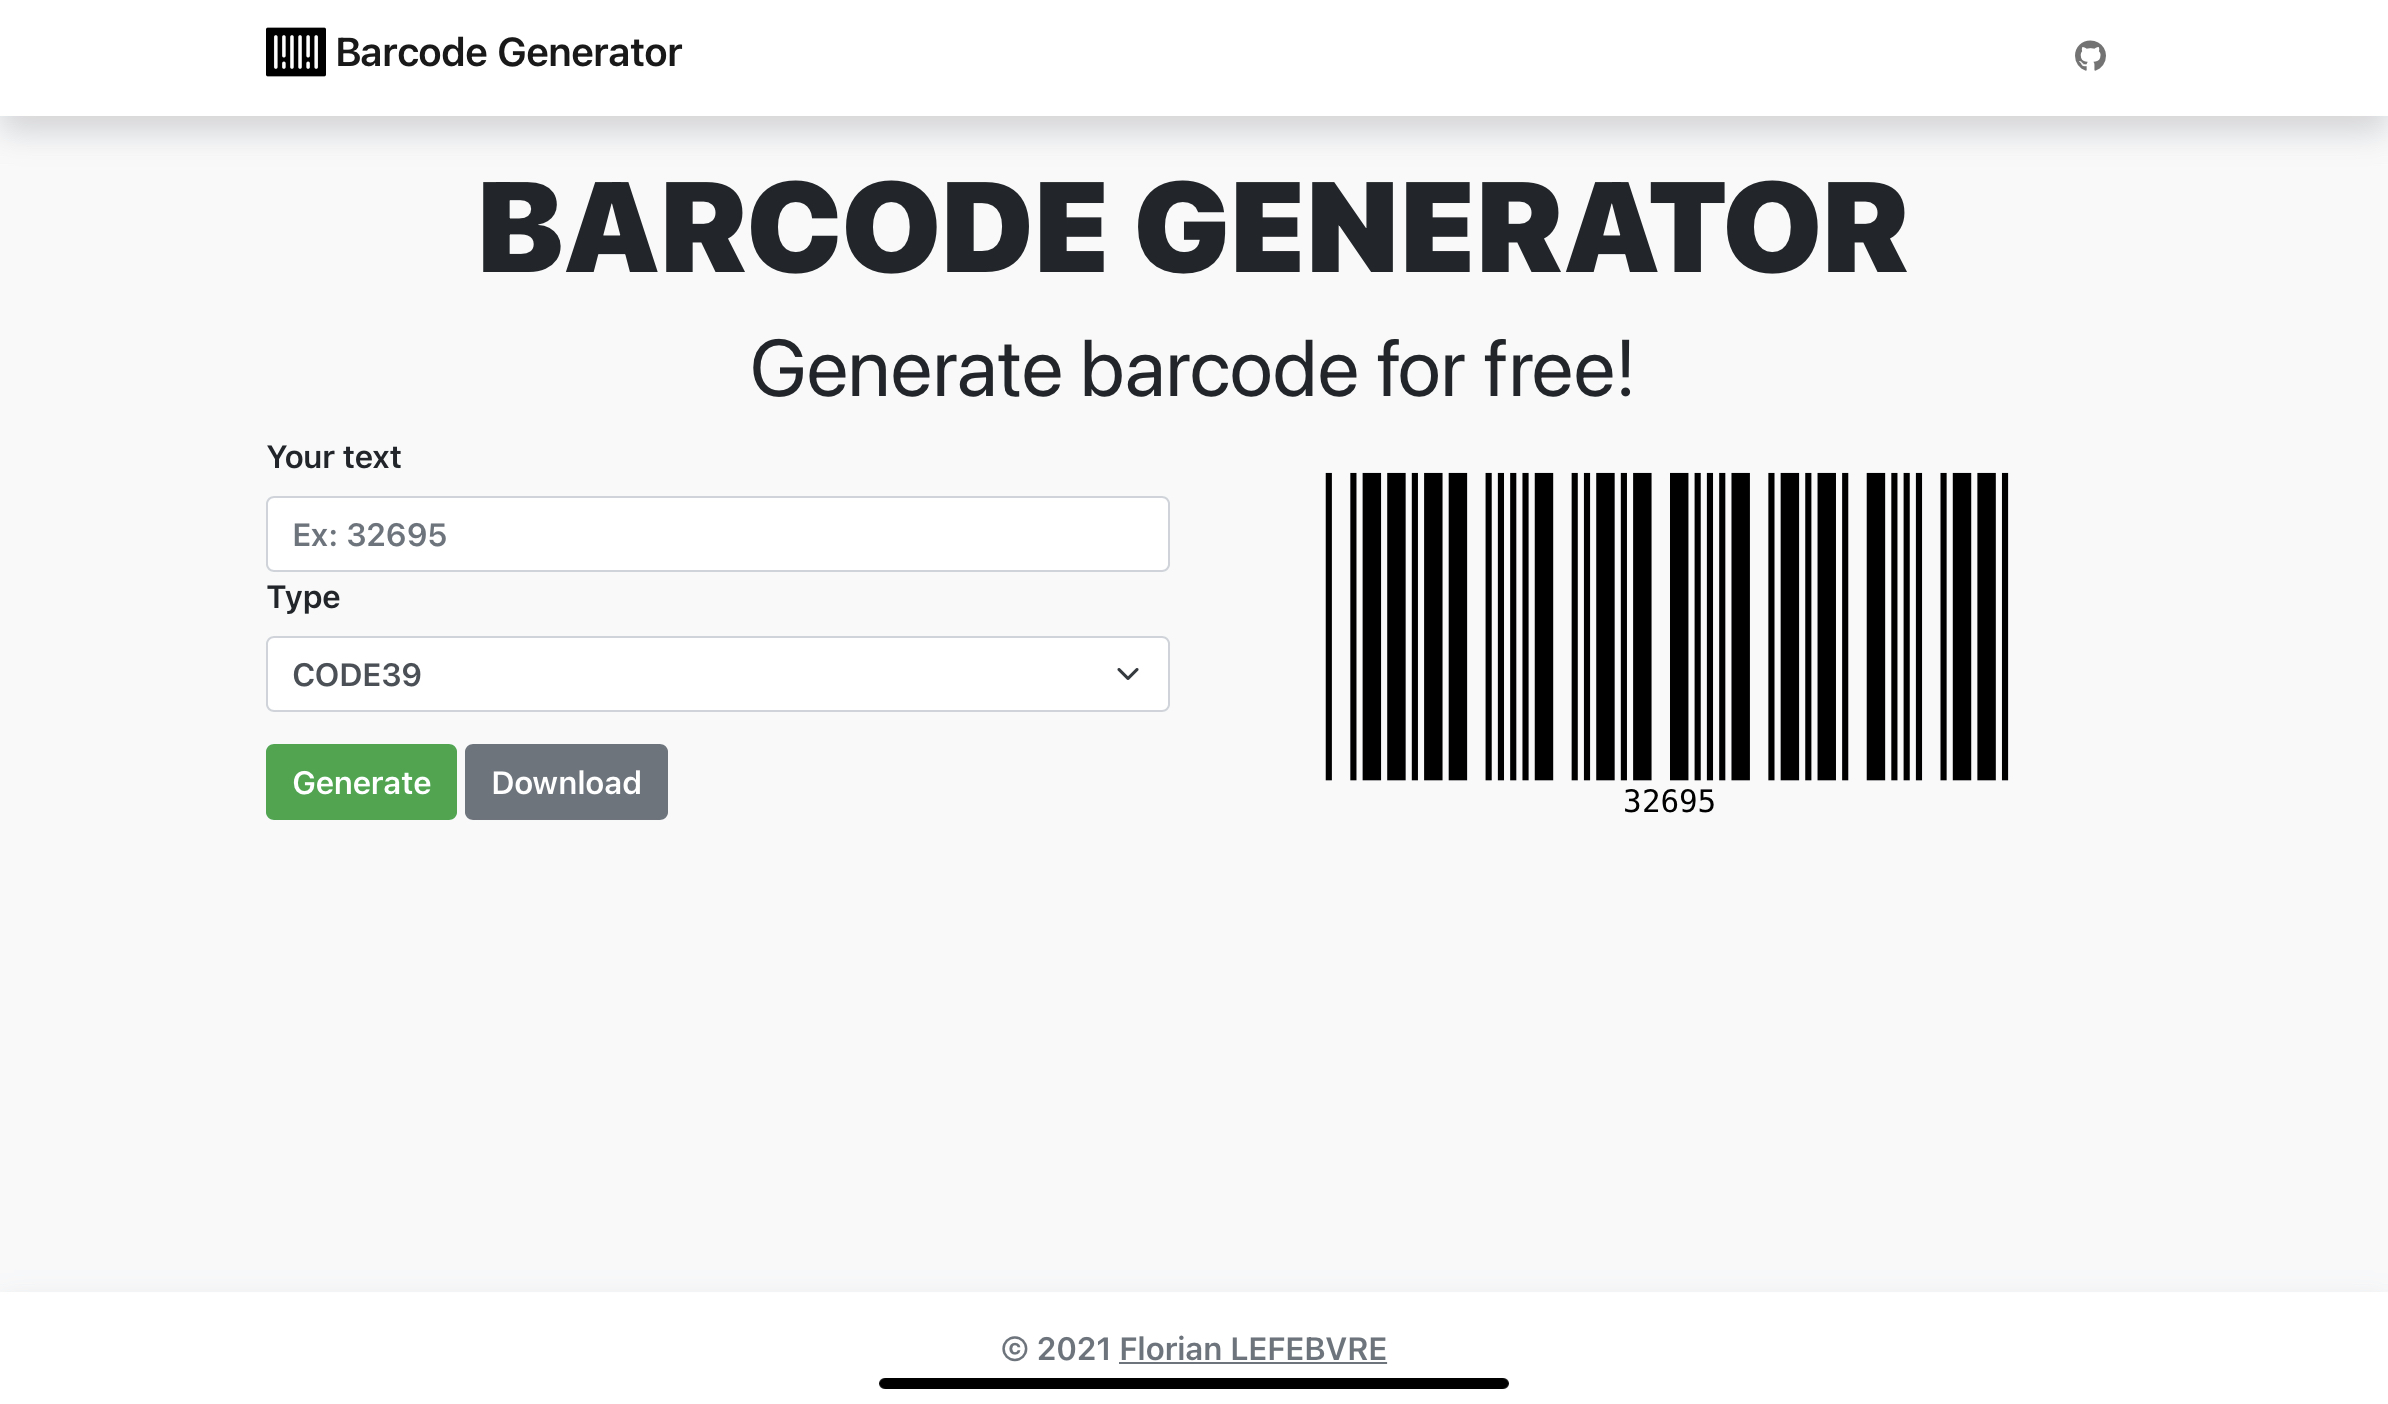 Barcode Generator
BARCODE GENERATOR
Generate barcode for free!
Your text
Ex: 32695
Type
CODE39
Generate
Download
32695
© 2021 Florian LEFEBVRE